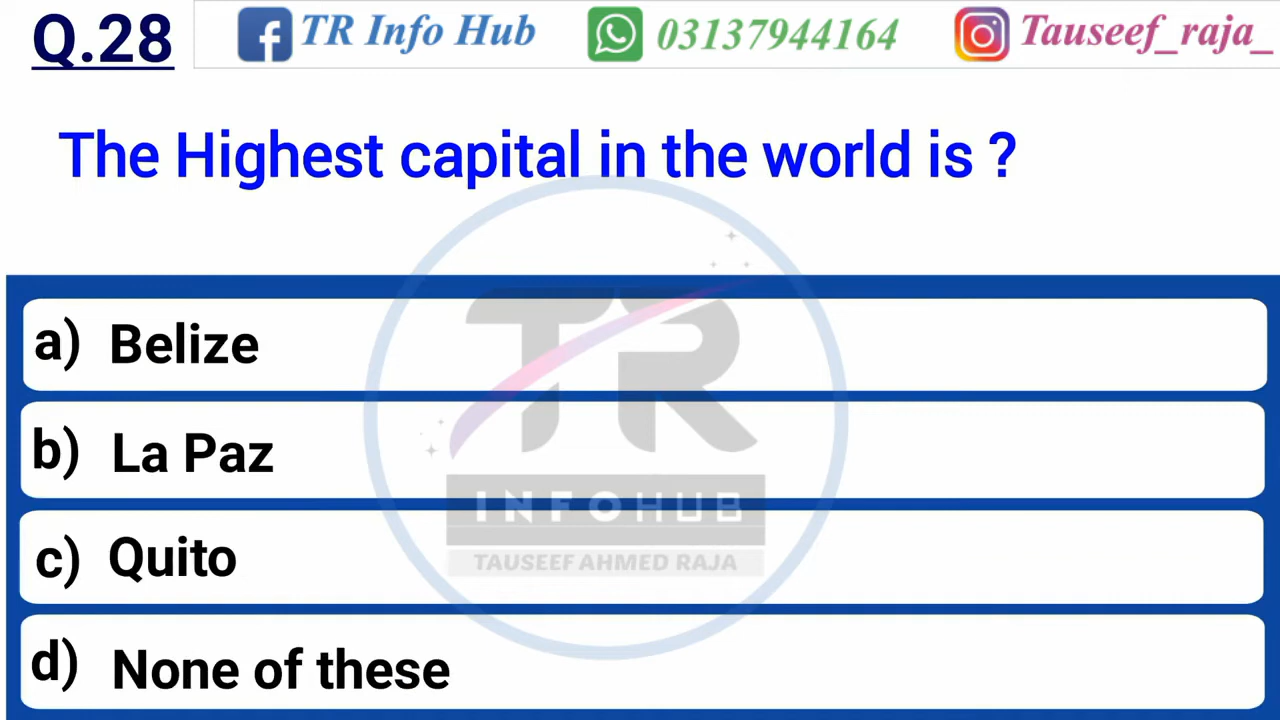 Q.28
TR Info Hub
03137944164
Tauseef_raja_
The Highest capital in the world is ?
a) Belize
b) La Paz
c) Quito
d) None of these
TR
INFOHUB
TAUSEEF AHMED RAJA